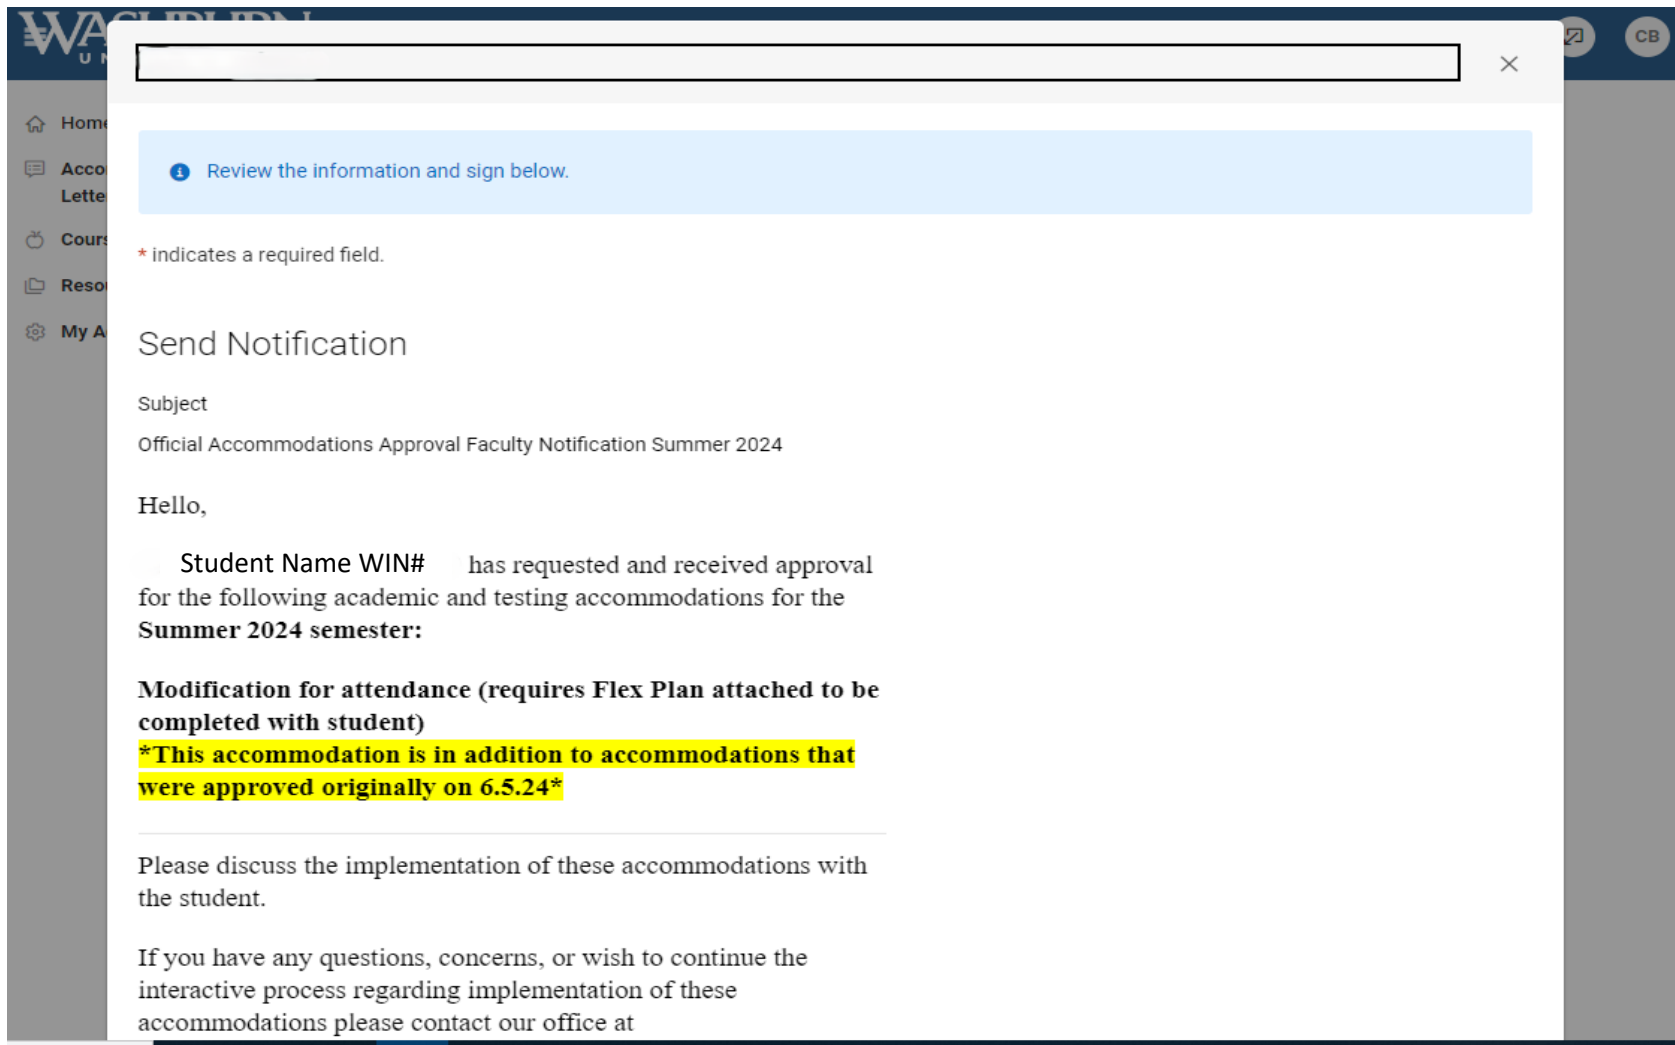 CB
Home
Review the information and sign below.
* indicates a required field.
Send Notification
Subject
Official Accommodations Approval Faculty Notification Summer 2024
Hello,
Student Name WIN# has requested and received approval
for the following academic and testing accommodations for the
Summer 2024 semester:
Modification for attendance (requires Flex Plan attached to be
completed with student)
*This accommodation is in addition to accommodations that
were approved originally on 6.5.24*
Please discuss the implementation of these accommodations with
the student.
If you have any questions, concerns, or wish to continue the
interactive process regarding implementation of these
accommodations please contact our office at